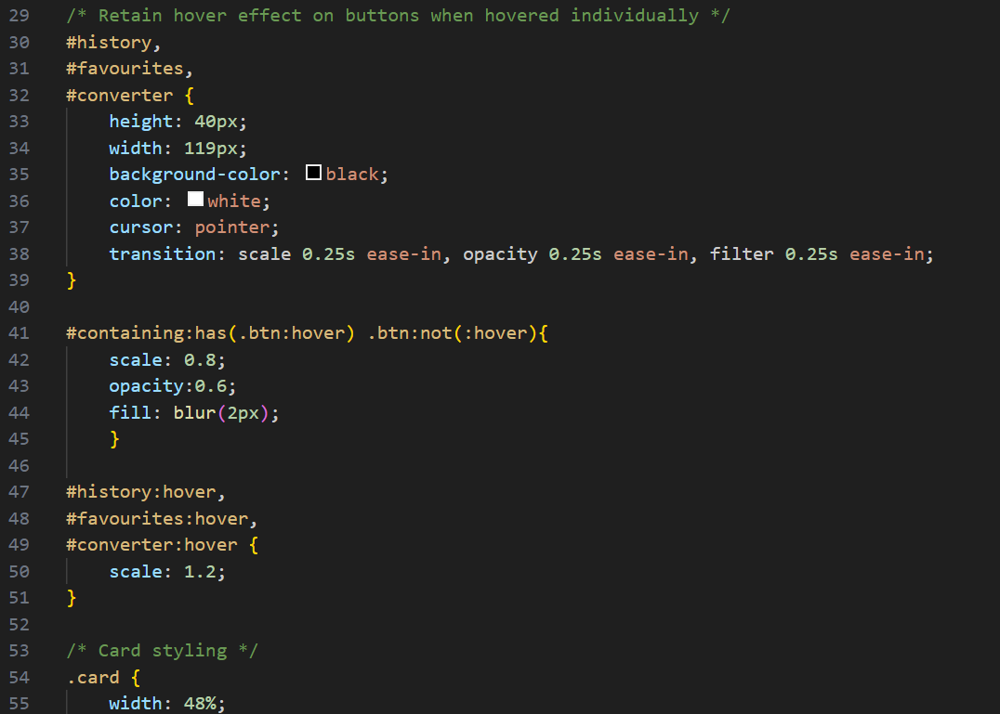 29 /* Retain hover effect on buttons when hovered individually */
30 #history,
31 #favourites,
32 #converter {
33 height: 40px;
34 width: 119px;
35 background-color: black;
36 color: white;
37 cursor: pointer;
38 transition: scale 0.25s ease-in, opacity 0.25s ease-in, filter 0.25s ease-in;
39 }
40
41 #containing:has(.btn:hover) .btn:not(:hover){
42 scale: 0.8;
43 opacity:0.6;
44 fill: blur(2px);
45 }
46
47 #history:hover,
48 #favourites:hover,
49 #converter:hover {
50 scale: 1.2;
51 }
52
53 /* Card styling */
54 .card {
55 width: 48%;